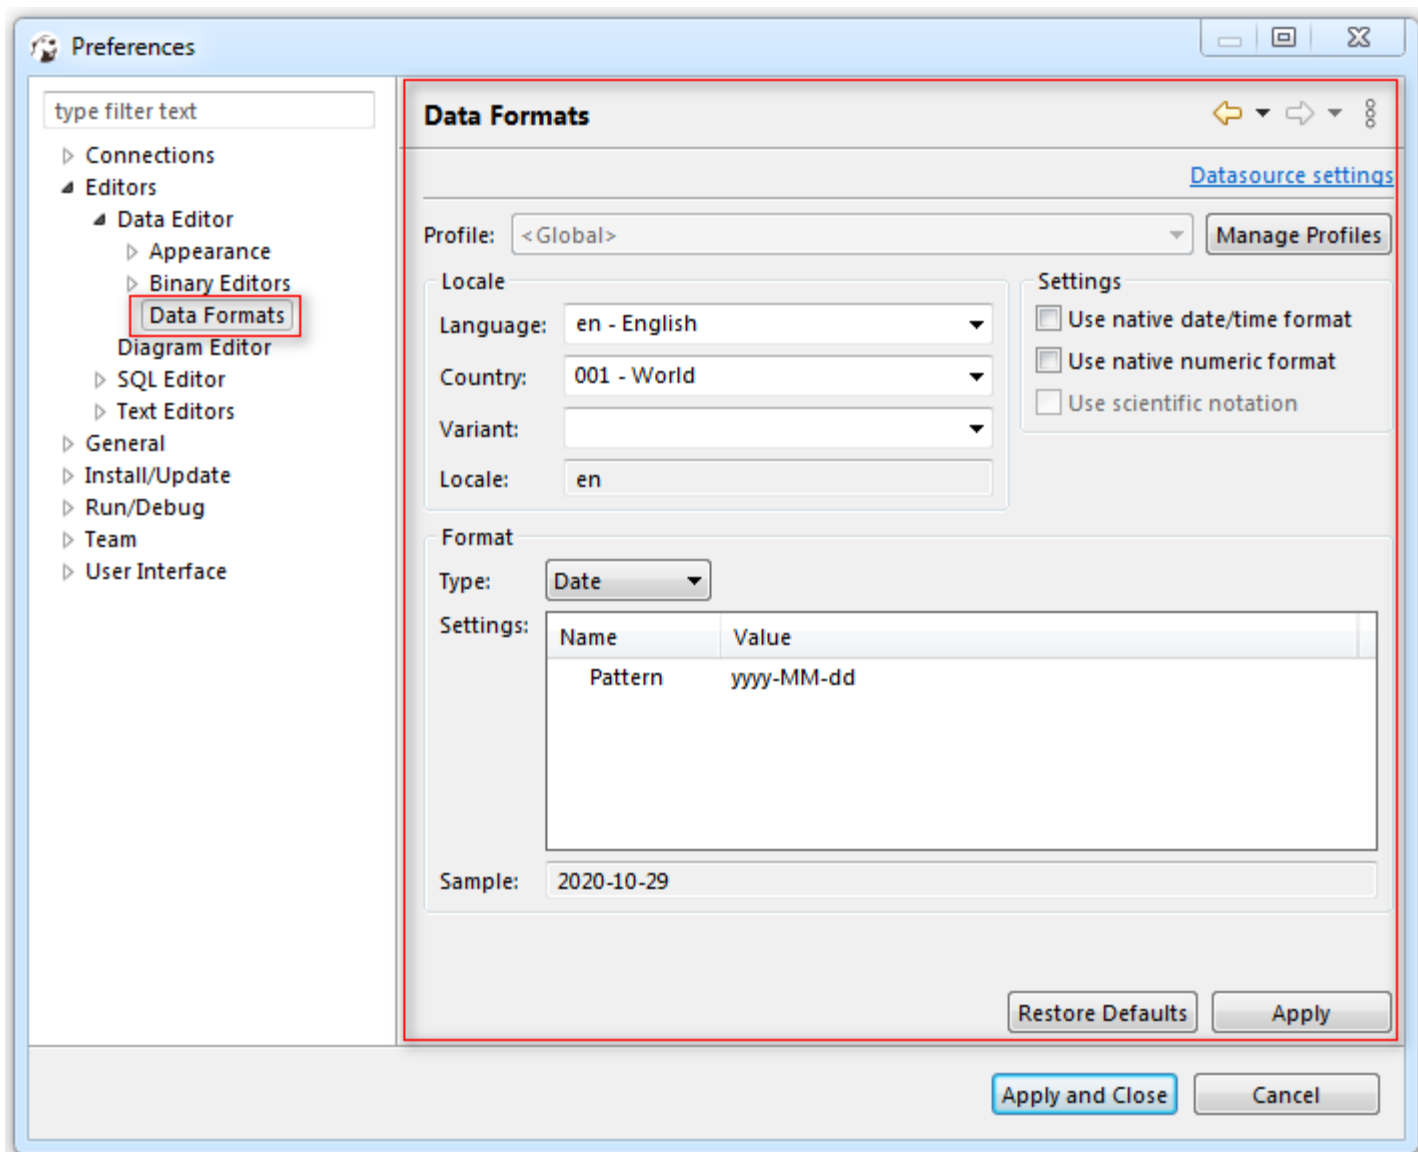 Preferences
type filter text
Connections
Editors
Data Editor
Appearance
Binary Editors
Data Formats
Diagram Editor
SQL Editor
Text Editors
General
Install/Update
Run/Debug
Team
User Interface
Data Formats
Datasource settings
Profile: <Global> Manage Profiles
Locale
Language: en - English
Country: 001 - World
Variant:
Locale: en
Settings
Use native date/time format
Use native numeric format
Use scientific notation
Format
Type: Date
Settings:
Name Value
Pattern yyyy-MM-dd
Sample: 2020-10-29
Restore Defaults Apply
Apply and Close Cancel